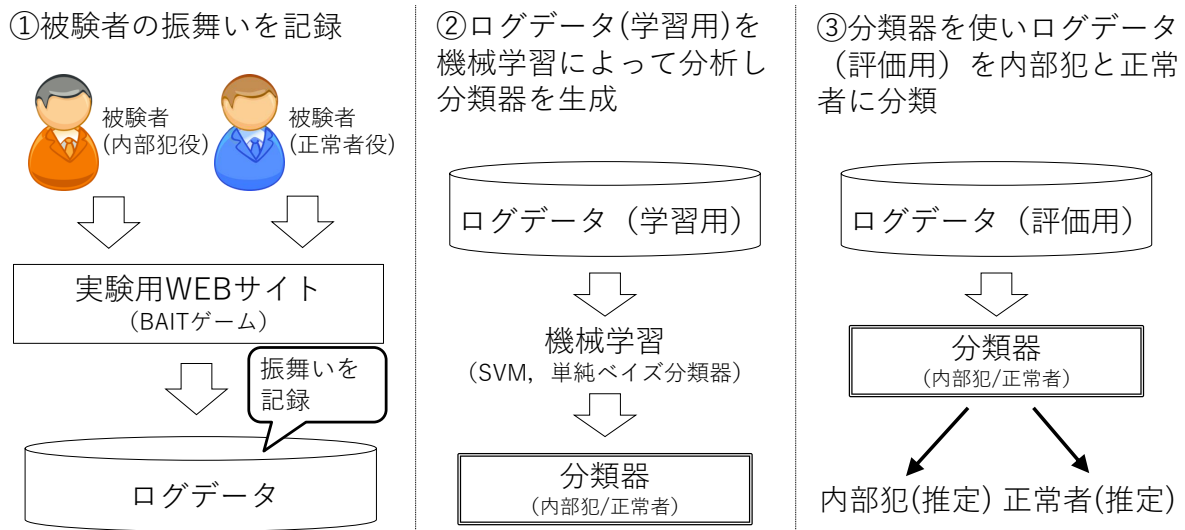 ①被験者の振舞いを記録
被験者
(内部犯役)
被験者
(正常者役)
実験用WEBサイト
(BAITゲーム)
振舞いを
記録
ログデータ
②ログデータ(学習用)を
機械学習によって分析し
分類器を生成
ログデータ（学習用）
機械学習
(SVM，単純ベイズ分類器)
分類器
(内部犯/正常者)
③分類器を使いログデータ
（評価用）を内部犯と正常
者に分類
ログデータ（評価用）
分類器
(内部犯/正常者)
内部犯(推定) 正常者(推定)